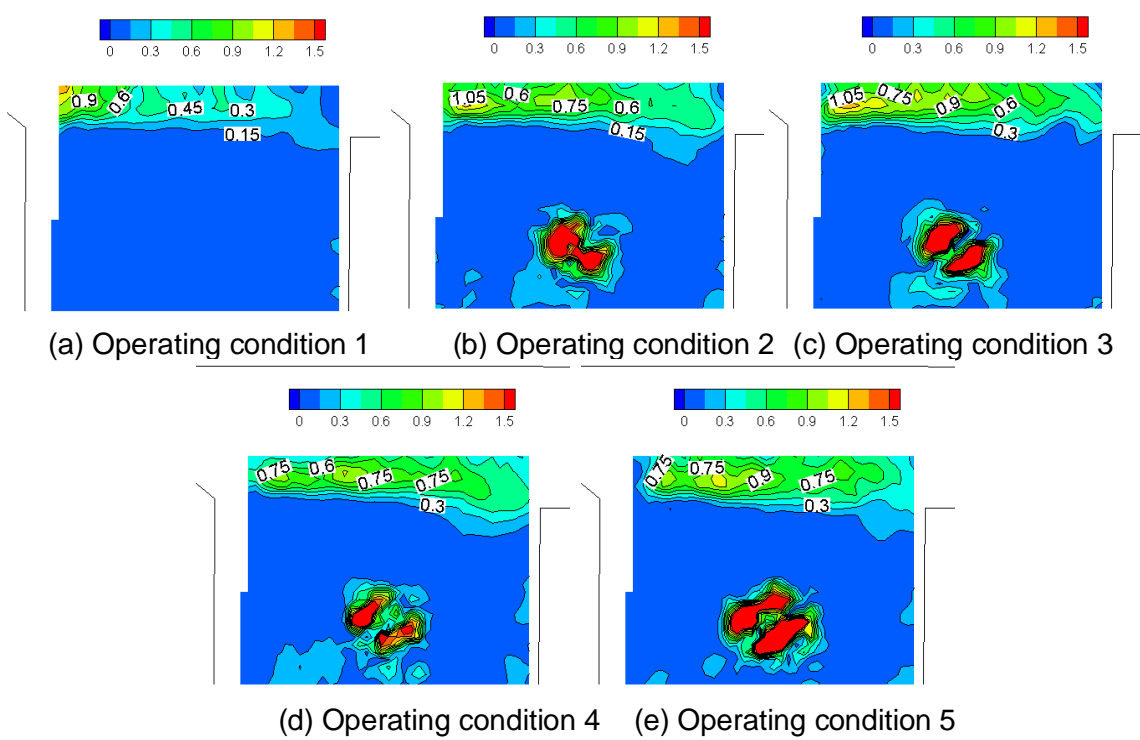 0 0.3 0.6 0.9 1.2 1.5
0 0.3 0.6 0.9 1.2 1.5
0 0.3 0.6 0.9 1.2 1.5
0.9 0.6 0.45 0.3 0.15
1.05 0.6 0.75 0.6 0.15
1.05 0.75 0.9 0.6 0.3
(a) Operating condition 1
(b) Operating condition 2
(c) Operating condition 3
0 0.3 0.6 0.9 1.2 1.5
0 0.3 0.6 0.9 1.2 1.5
0.75 0.6 0.75 0.75 0.3
0.75 0.75 0.9 0.75 0.3
(d) Operating condition 4
(e) Operating condition 5